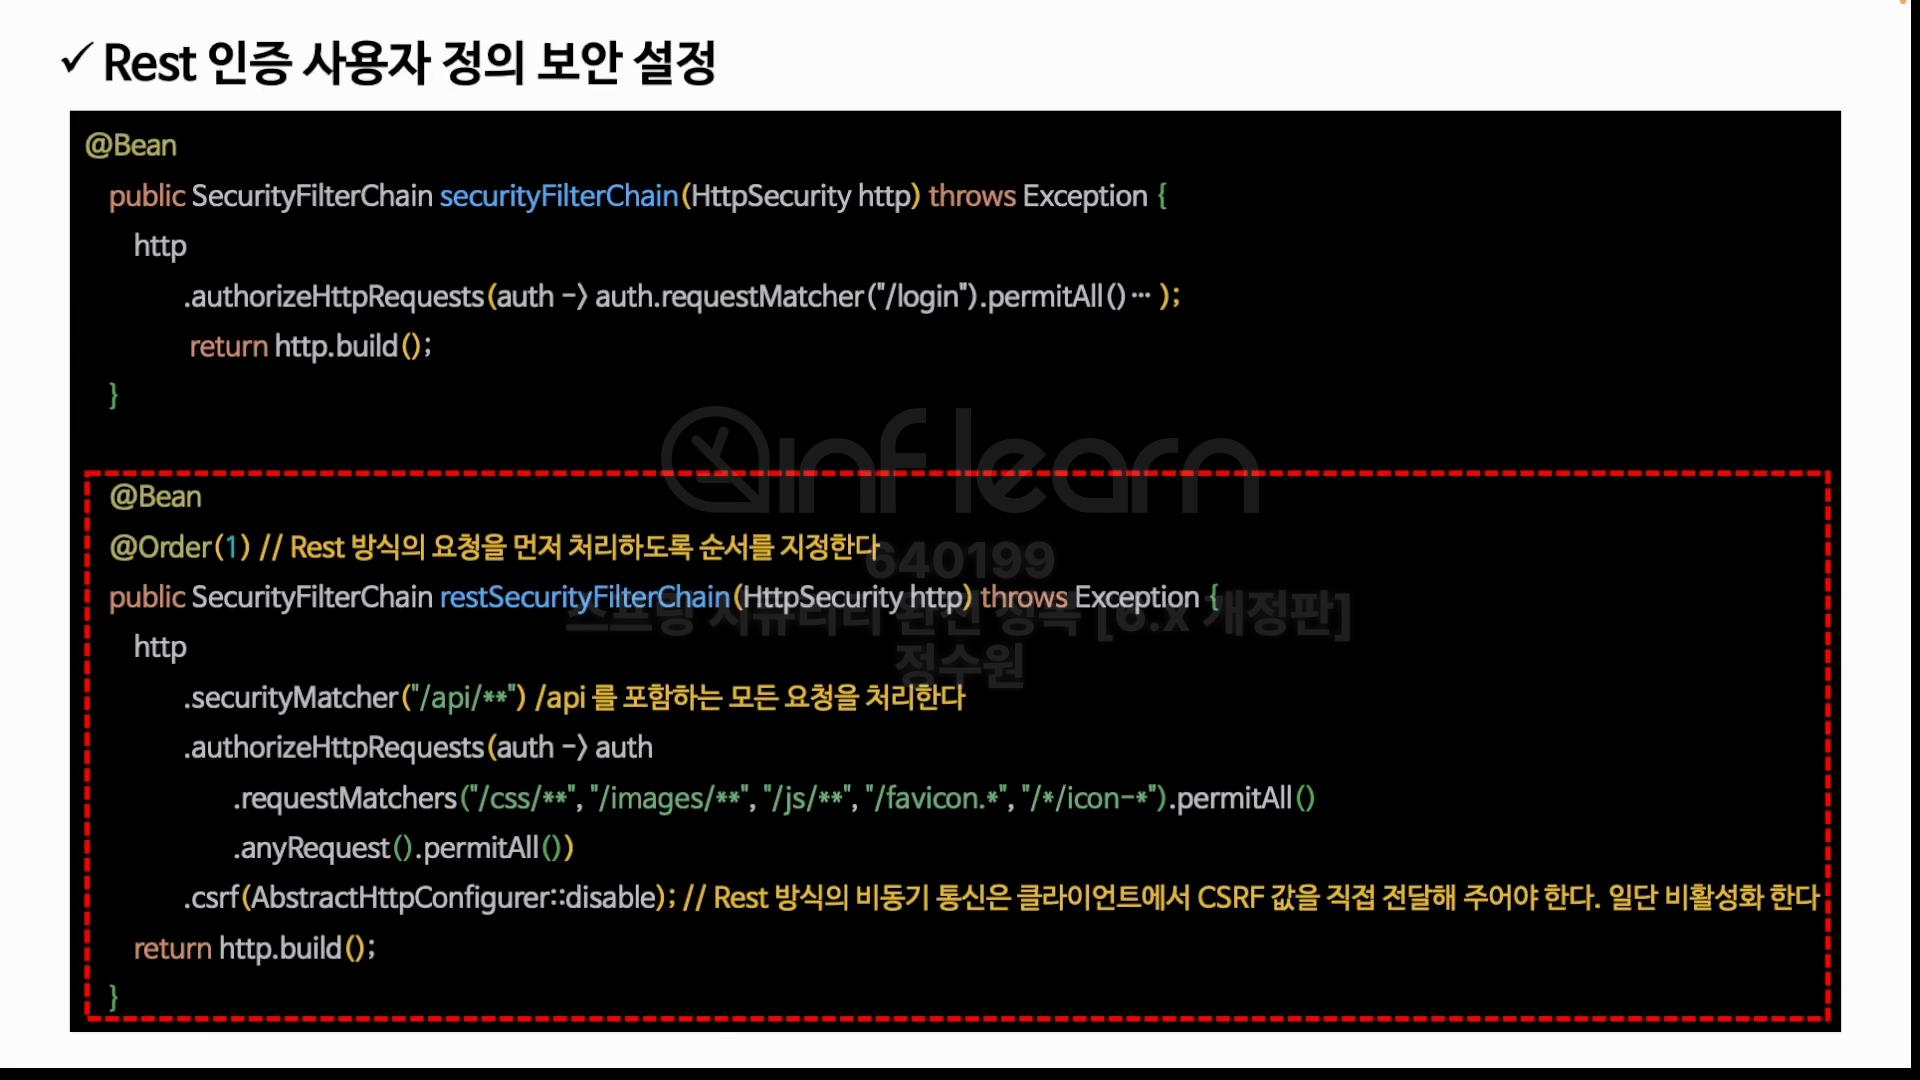 ✓ Rest 인증 사용자 정의 보안 설정
@Bean
public SecurityFilterChain securityFilterChain(HttpSecurity http) throws Exception {
http
.authorizeHttpRequests(auth -> auth.requestMatcher("/login").permitAll()… );
return http.build();
}
inflearn
@Bean
@Order(1) // Rest 방식의 요청을 먼저 처리하도록 순서를 지정한다
640199
public SecurityFilterChain restSecurityFilterChain(HttpSecurity http) throws Exception {
스프링 시큐리티 완전 정복 [6.x 개정판]
http
정수원
.securityMatcher("/api/**") /api 를 포함하는 모든 요청을 처리한다
.authorizeHttpRequests(auth -> auth
.requestMatchers("/css/**", "/images/**", "/js/**", "/favicon.*", "/*/icon-*").permitAll()
.anyRequest().permitAll())
.csrf(AbstractHttpConfigurer::disable); // Rest 방식의 비동기 통신은 클라이언트에서 CSRF 값을 직접 전달해 주어야 한다. 일단 비활성화 한다
return http.build();
}